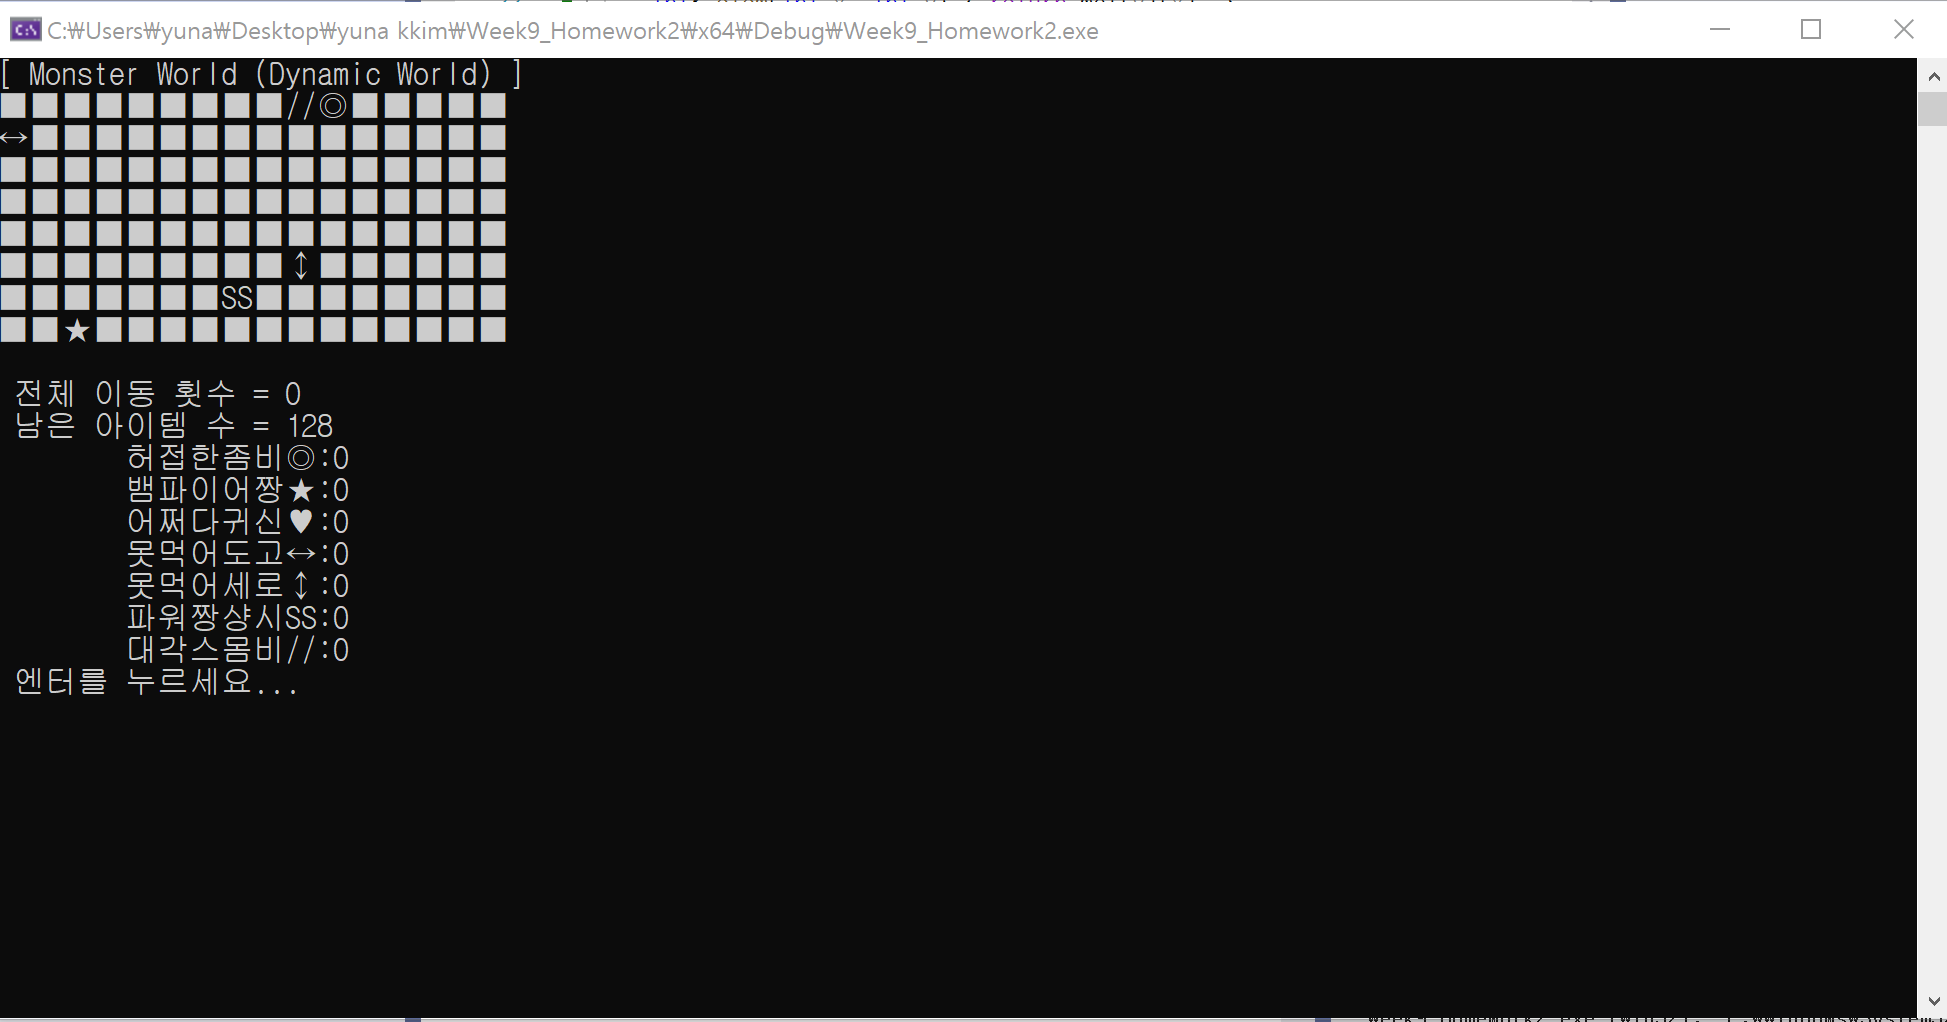 C:₩Users₩yuna₩Desktop₩yuna kkim₩Week9_Homework2₩x64₩Debug₩Week9_Homework2.exe
[ Monster World (Dynamic World) ]
■■■■■■■■■//◎■■■■■
↔■■■■■■■■■■■■■■■
■■■■■■■■■■■■■■■■
■■■■■■■■■■■■■■■■
■■■■■■■■■■■■■■■■
■■■■■■■■■↕■■■■■■
■■■■■■■SS■■■■■■■■
■■★■■■■■■■■■■■■■
전체 이동 횟수 = 0
남은 아이템 수 = 128
허접한좀비◎:0
뱀파이어짱★:0
어쩌다귀신♥:0
못먹어도고↔:0
못먹어세로↕:0
파워짱샹시SS:0
대각스몸비//:0
엔터를 누르세요...